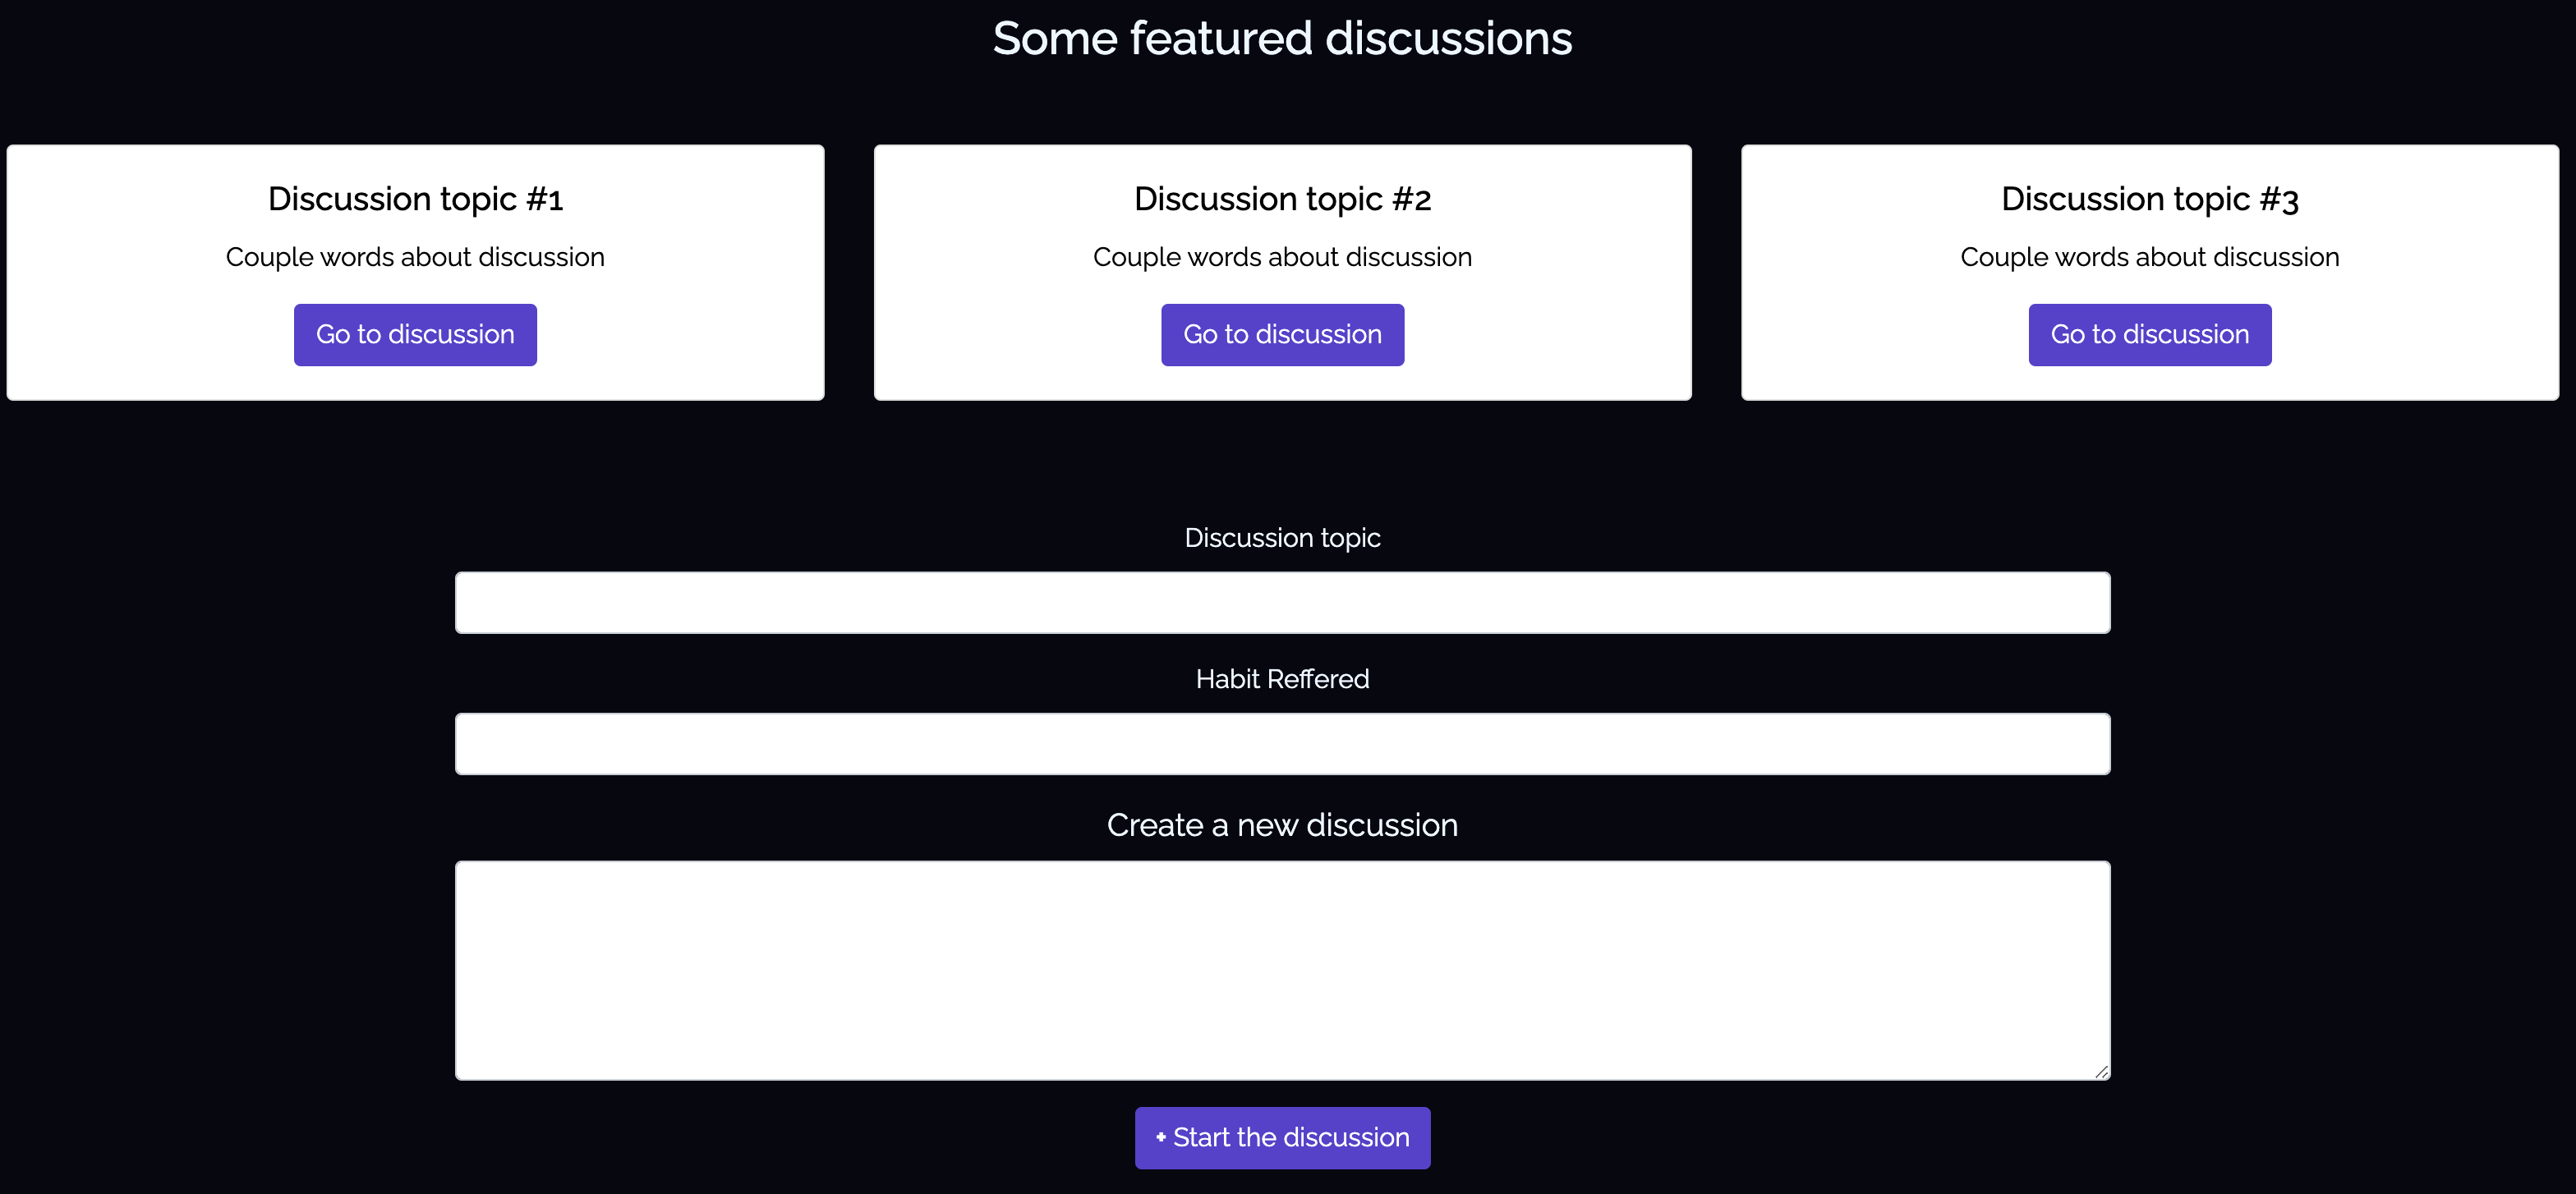 Some featured discussions
Discussion topic #1
Couple words about discussion
Go to discussion
Discussion topic #2
Couple words about discussion
Go to discussion
Discussion topic #3
Couple words about discussion
Go to discussion
Discussion topic
Habit Reffered
Create a new discussion
+ Start the discussion